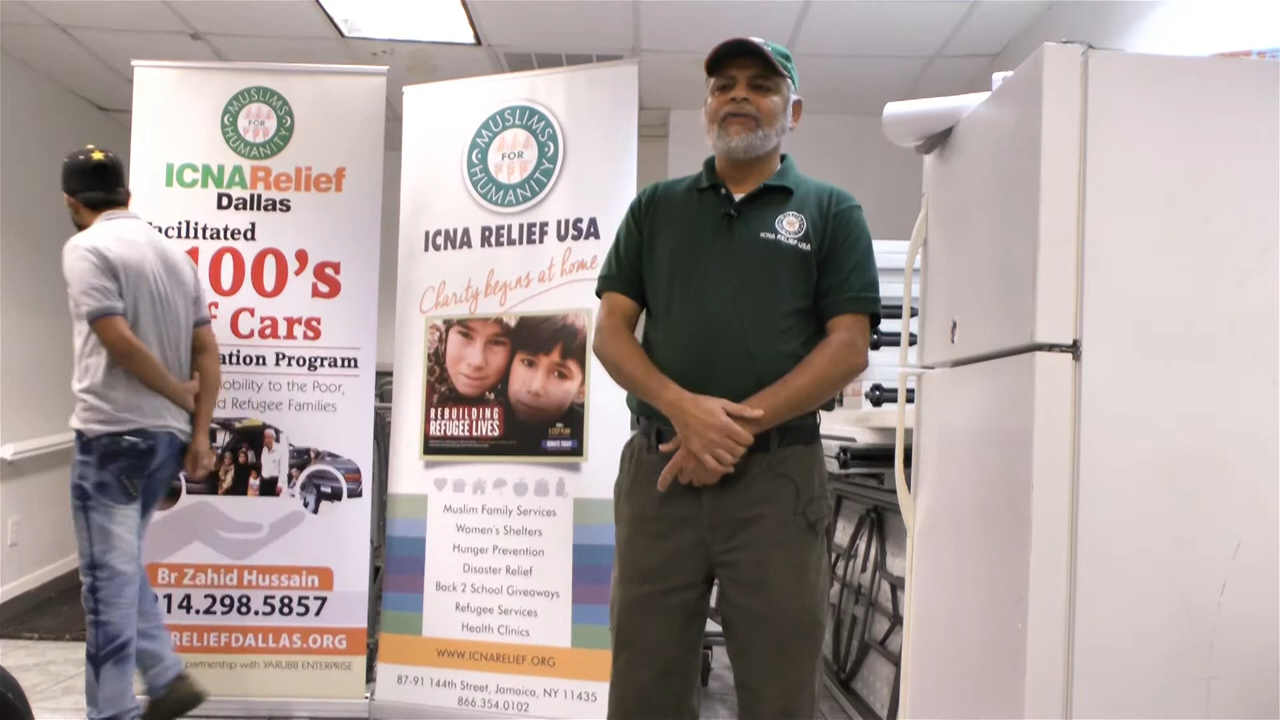 MUSLIMS
FOR
HUMANITY
ICNARelief
Dallas
acilitated
100's
f Cars
ation Program
obility to the Poor,
d Refugee Families
Br Zahid Hussain
14.298.5857
RELIEFDALLAS.ORG
partnership with YARUBB ENTERPRISE
MUSLIMS
FOR
HUMANITY
ICNA RELIEF USA
Charity begins at home
REBUILDING
REFUGEE LIVES
DONATE TODAY
Muslim Family Services
Women's Shelters
Hunger Prevention
Disaster Relief
Back 2 School Giveaways
Refugee Services
Health Clinics
WWW.ICNARELIEF.ORG
87-91 144th Street, Jamaica, NY 11435
866.354.0102
ICNA RELIEF USA